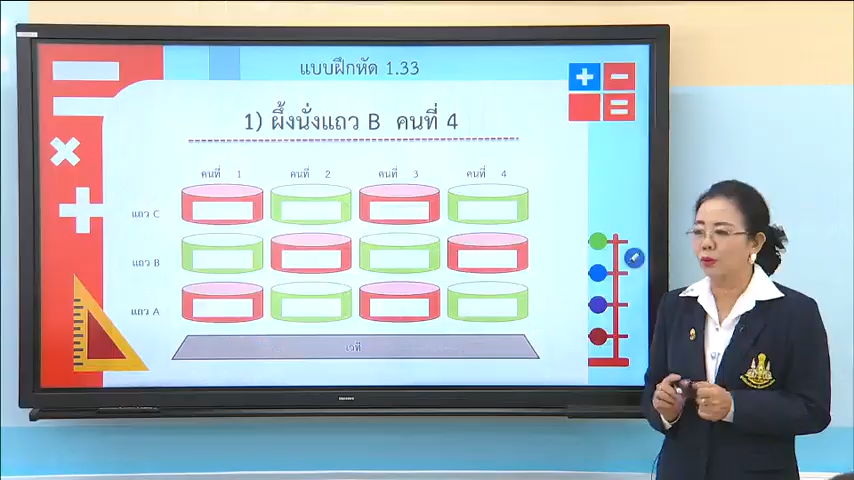 แบบฝึกหัด 1.33
1) ผึ้งนั่งแถว B คนที่ 4
คนที่ 1 คนที่ 2 คนที่ 3 คนที่ 4
แถว C
แถว B
แถว A
เวที